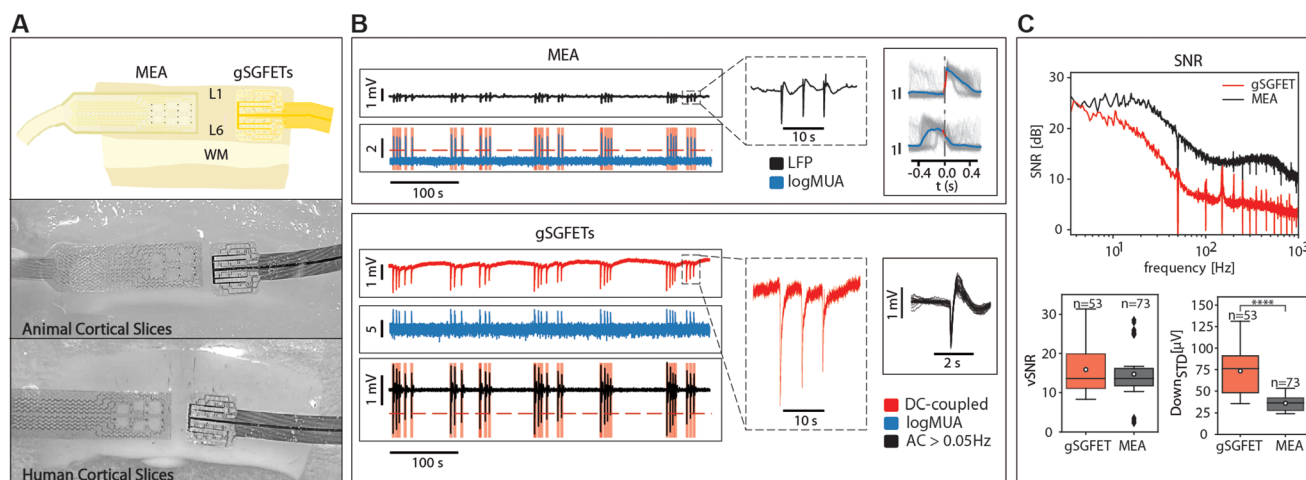 A
MEA
gSGFETs
L1
L6
WM
Animal Cortical Slices
Human Cortical Slices
B
MEA
1 mV
2
100 s
10 s
LFP
logMUA
1
1
-0.4 0.0 0.4
t (s)
gSGFETs
1 mV
5
1 mV
100 s
10 s
1 mV
2 s
DC-coupled
logMUA
AC > 0.05Hz
C
SNR
gSGFET
MEA
30
20
10
0
SNR [dB]
10¹ 10² 10³
frequency [Hz]
n=53 n=73
30
20
10
0
vSNR
gSGFET MEA
****
n=53
n=73
150
125
100
75
50
25
0
Down STD[µV]
gSGFET MEA